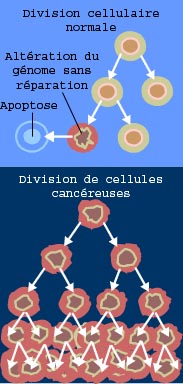 Division cellulaire
normale
Altération du
génome sans
réparation
Apoptose
Division de cellules
cancéreuses